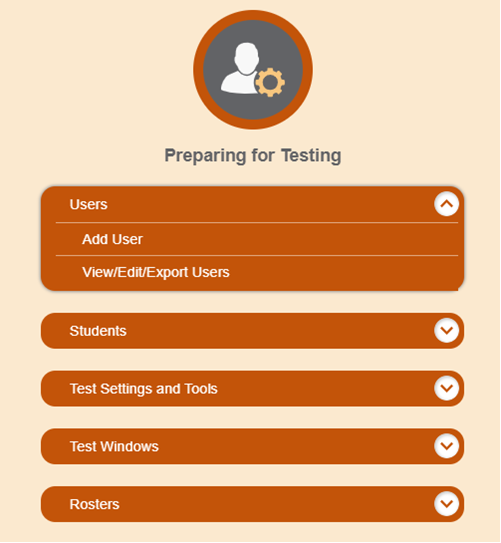 Preparing for Testing
Users
Add User
View/Edit/Export Users
Students
Test Settings and Tools
Test Windows
Rosters